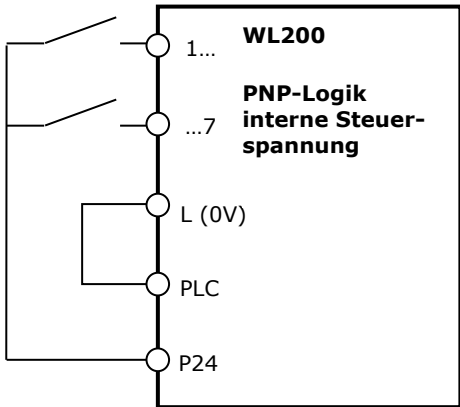 WL200
1...
PNP-Logik
interne Steuer-
...7
spannung
L (0V)
PLC
P24